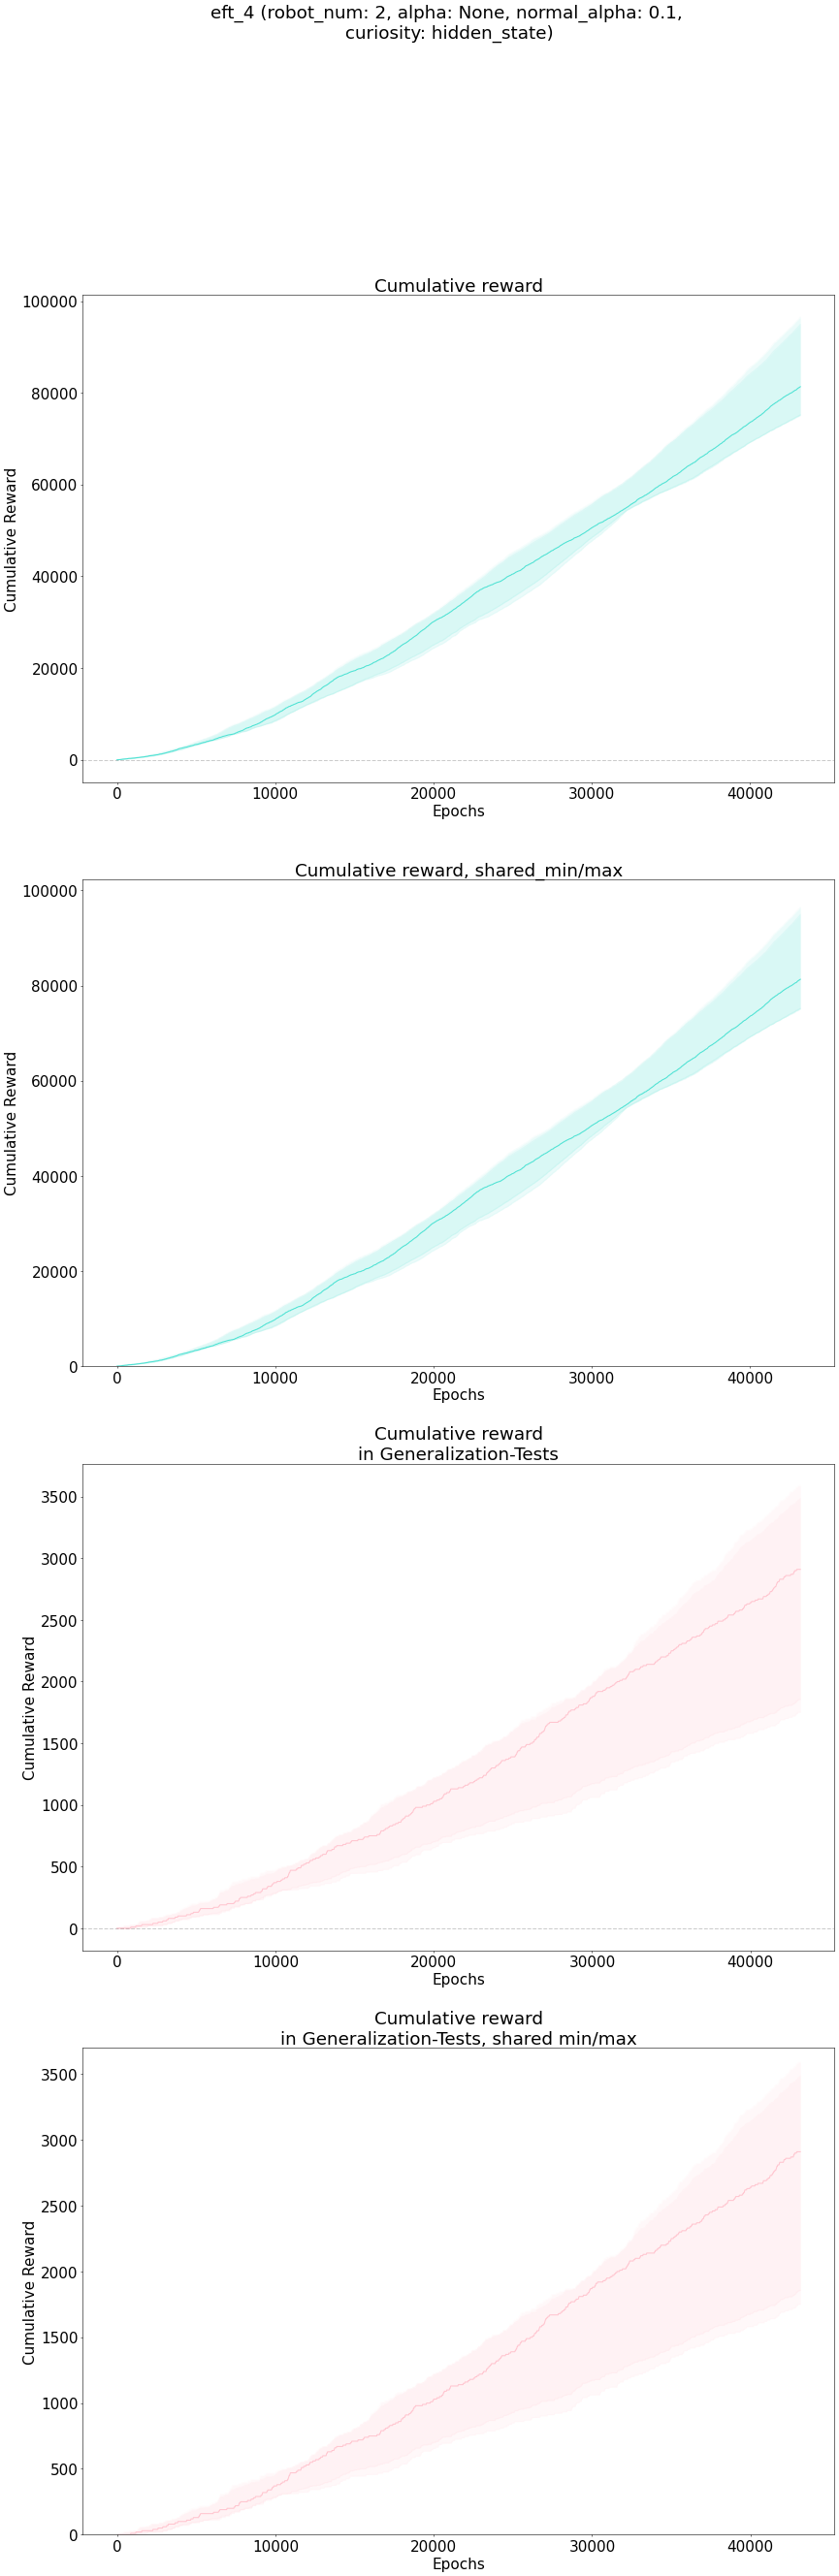 eft_4 (robot_num: 2, alpha: None, normal_alpha: 0.1,
curiosity: hidden_state)
Cumulative reward
100000
80000
60000
40000
20000
0
Cumulative Reward
0 10000 20000 30000 40000
Epochs
Cumulative reward, shared_min/max
100000
80000
60000
40000
20000
0
Cumulative Reward
0 10000 20000 30000 40000
Epochs
Cumulative reward
in Generalization-Tests
3500
3000
2500
2000
1500
1000
500
0
Cumulative Reward
0 10000 20000 30000 40000
Epochs
Cumulative reward
in Generalization-Tests, shared min/max
3500
3000
2500
2000
1500
1000
500
0
Cumulative Reward
0 10000 20000 30000 40000
Epochs